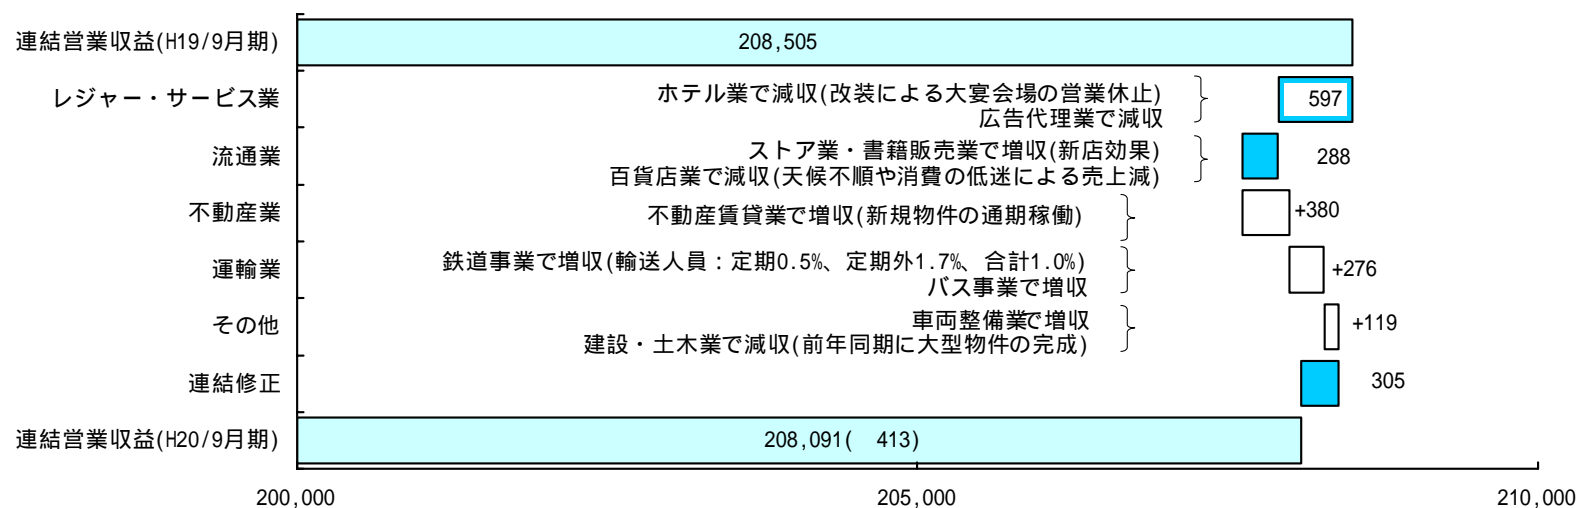 連結営業収益(H19/9月期)
208,505
レジャー・サービス業
ホテル業で減収(改装による大宴会場の営業休止)
広告代理業で減収
597
流通業
ストア業・書籍販売業で増収(新店効果)
百貨店業で減収(天候不順や消費の低迷による売上減)
288
不動産業
不動産賃貸業で増収(新規物件の通期稼働)
+380
運輸業
鉄道事業で増収(輸送人員:定期0.5%、定期外1.7%、合計1.0%)
バス事業で増収
+276
その他
車両整備業で増収
建設・土木業で減収(前年同期に大型物件の完成)
+119
連結修正
305
連結営業収益(H20/9月期)
208,091( 413)
200,000
205,000
210,000